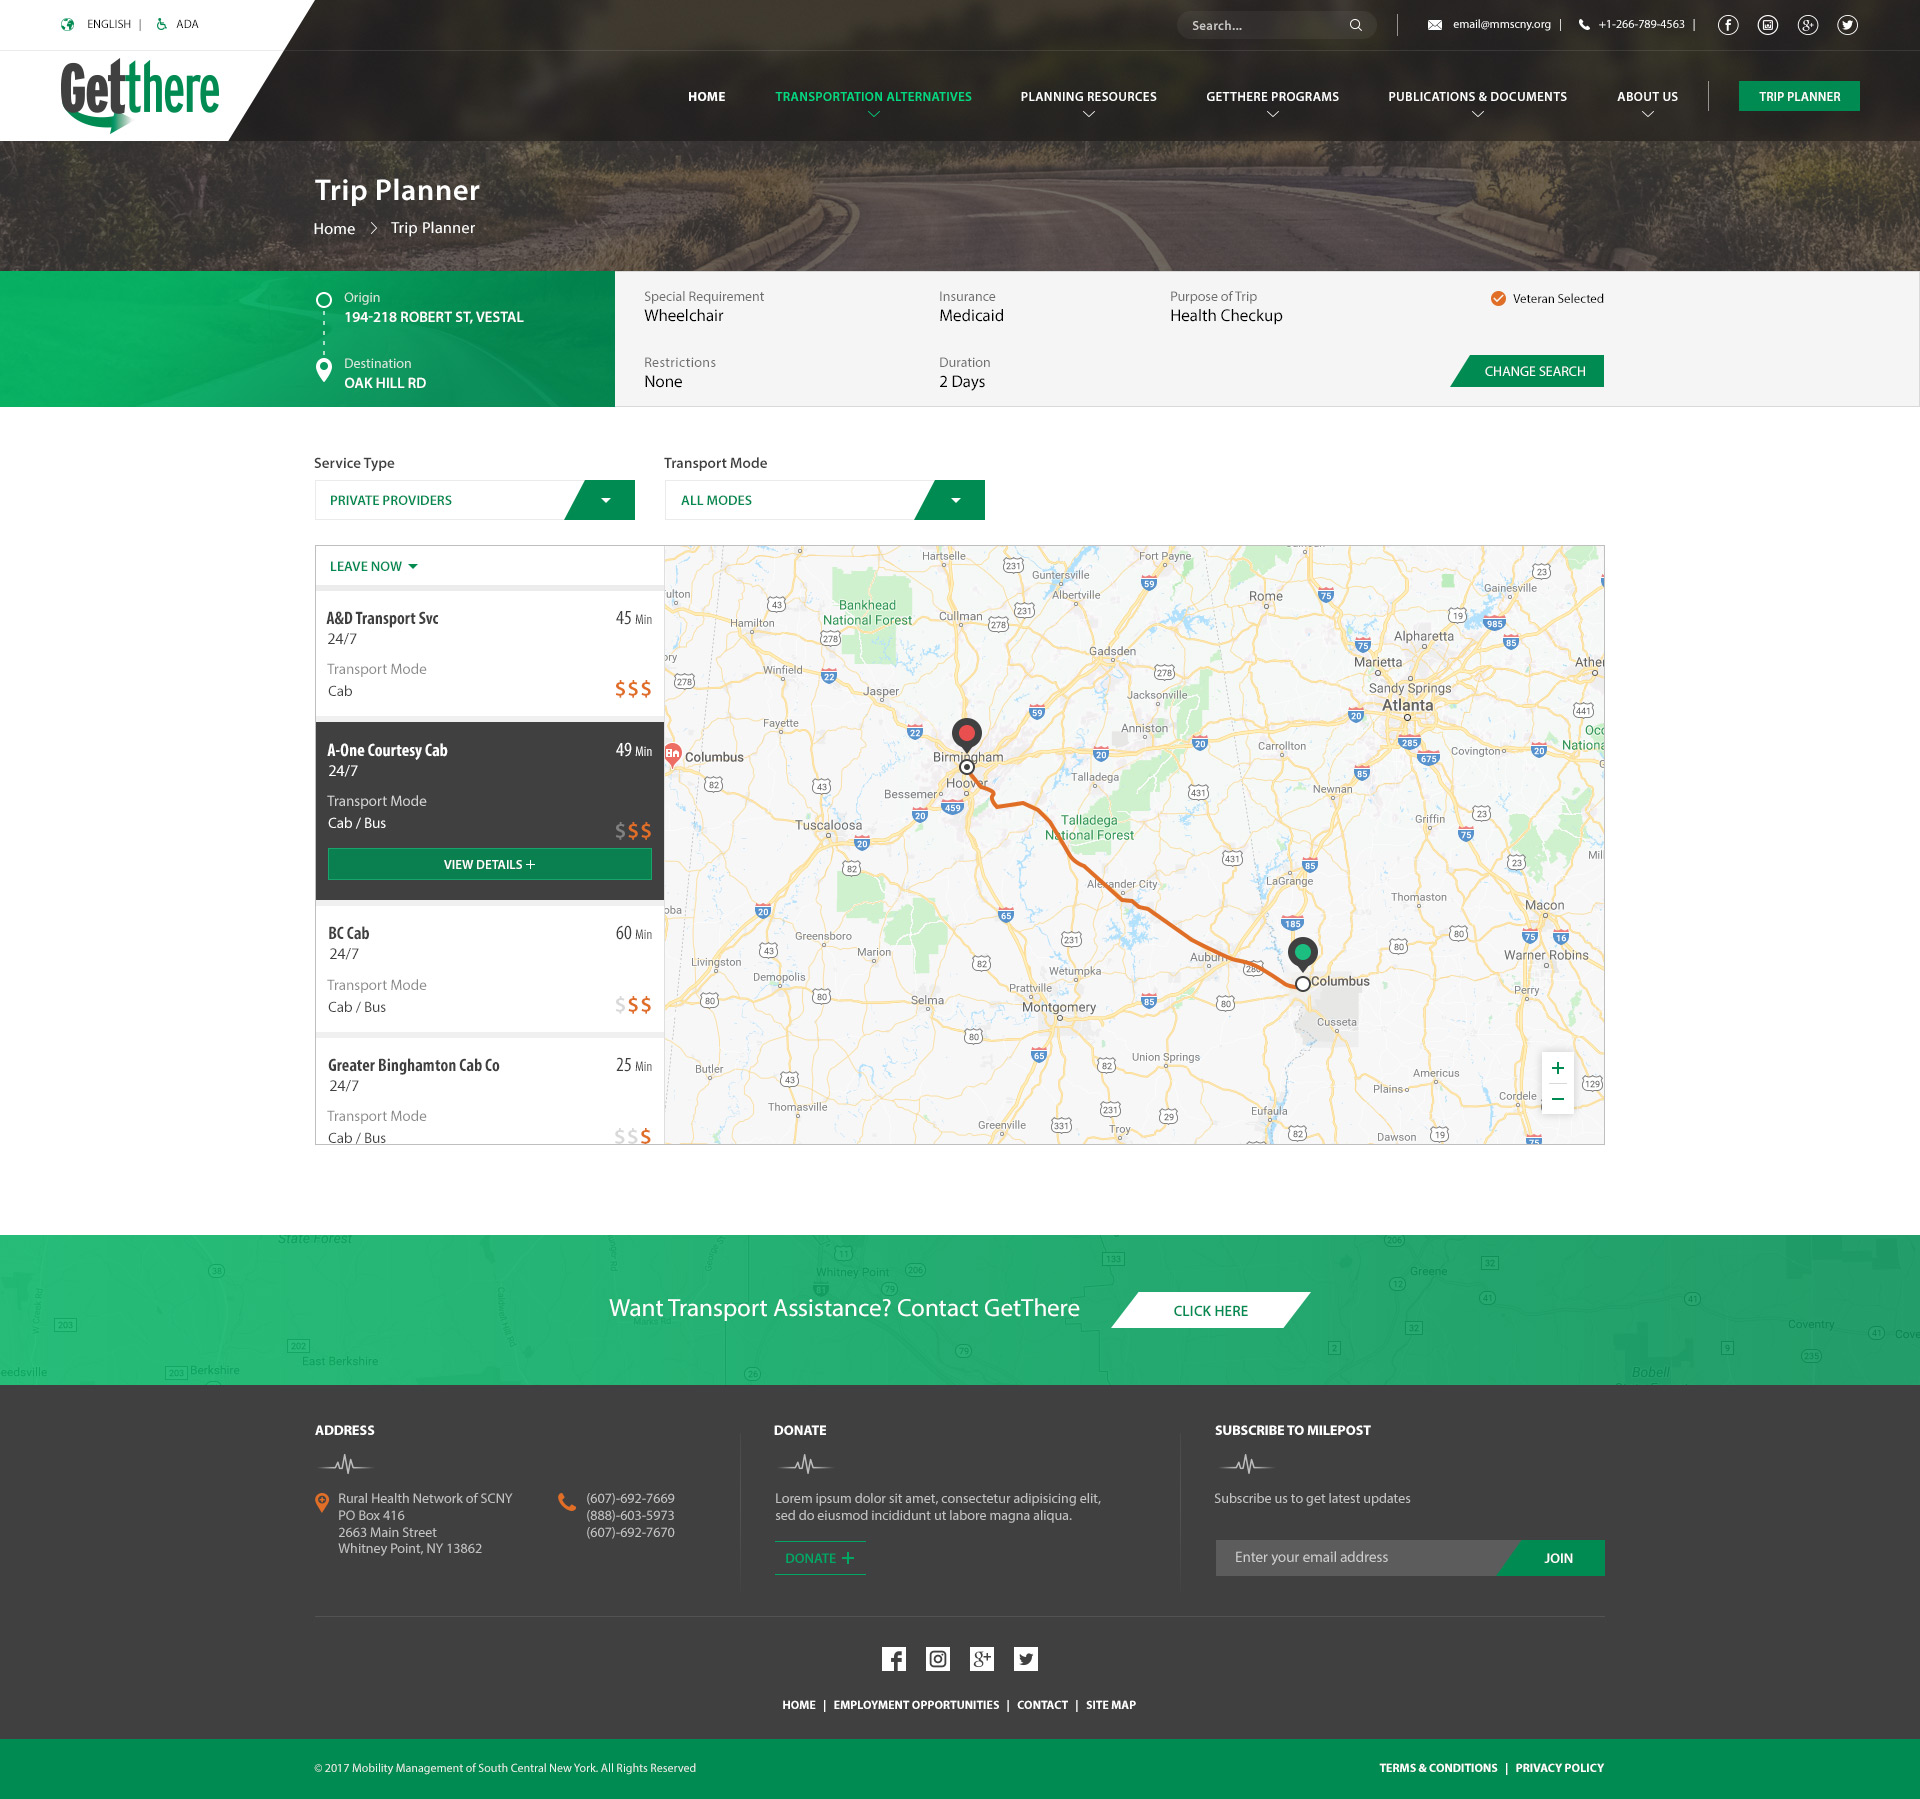 ENGLISH | ADA
Search...
email@mmscny.org | +1-266-789-4563 |
Getthere
HOME
TRANSPORTATION ALTERNATIVES
PLANNING RESOURCES
GETTHERE PROGRAMS
PUBLICATIONS & DOCUMENTS
ABOUT US
TRIP PLANNER
Trip Planner
Home > Trip Planner
Origin
194-218 ROBERT ST, VESTAL
Destination
OAK HILL RD
Special Requirement
Wheelchair
Insurance
Medicaid
Purpose of Trip
Health Checkup
Veteran Selected
Restrictions
None
Duration
2 Days
CHANGE SEARCH
Service Type
PRIVATE PROVIDERS
Transport Mode
ALL MODES
LEAVE NOW
A&D Transport Svc
45 Min
24/7
Transport Mode
Cab
$$$
A-One Courtesy Cab
49 Min
24/7
Transport Mode
Cab / Bus
$$$
VIEW DETAILS +
BC Cab
60 Min
24/7
Transport Mode
Cab / Bus
$$$
Greater Binghamton Cab Co
25 Min
24/7
Transport Mode
Cab / Bus
$$$
Hartselle
Fort Payne
Guntersville
Albertville
Gainesville
Rome
Bankhead
National Forest
Cullman
Hamilton
Alpharetta
Gadsden
Marietta
Winfield
Jasper
Sandy Springs
Atlanta
Jacksonville
Fayette
Anniston
Carrollton
Covington
Columbus
Birmingham
Hoover
Talladega
Bessemer
Newnan
Tuscaloosa
Talladega
National Forest
Griffin
Alexander City
LaGrange
Thomaston
Macon
Greensboro
Marion
Livingston
Demopolis
Auburn
Warner Robins
Wetumpka
Prattville
Selma
Montgomery
Columbus
Cusseta
Butler
Union Springs
Americus
Plains
Cordele
Thomasville
Greenville
Troy
Eufaula
Dawson
+
−
Want Transport Assistance? Contact GetThere
CLICK HERE
State Forest
Whitney Point
Greene
East Berkshire
Berkshire
Coventry
ADDRESS
Rural Health Network of SCNY
PO Box 416
2663 Main Street
Whitney Point, NY 13862
(607)-692-7669
(888)-603-5973
(607)-692-7670
DONATE
Lorem ipsum dolor sit amet, consectetur adipisicing elit,
sed do eiusmod incididunt ut labore magna aliqua.
DONATE +
SUBSCRIBE TO MILEPOST
Subscribe us to get latest updates
Enter your email address
JOIN
HOME | EMPLOYMENT OPPORTUNITIES | CONTACT | SITE MAP
© 2017 Mobility Management of South Central New York. All Rights Reserved
TERMS & CONDITIONS | PRIVACY POLICY